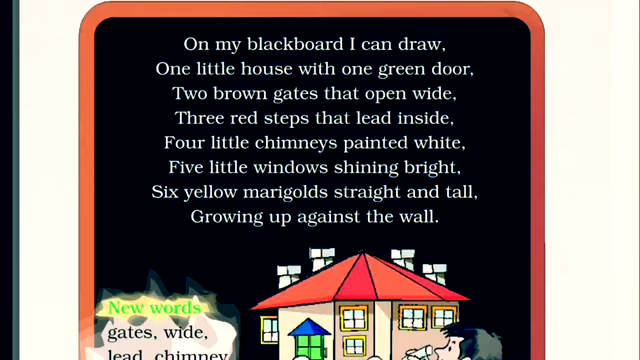 On my blackboard I can draw,
One little house with one green door,
Two brown gates that open wide,
Three red steps that lead inside,
Four little chimneys painted white,
Five little windows shining bright,
Six yellow marigolds straight and tall,
Growing up against the wall.
New words
gates, wide,
lead, chimney